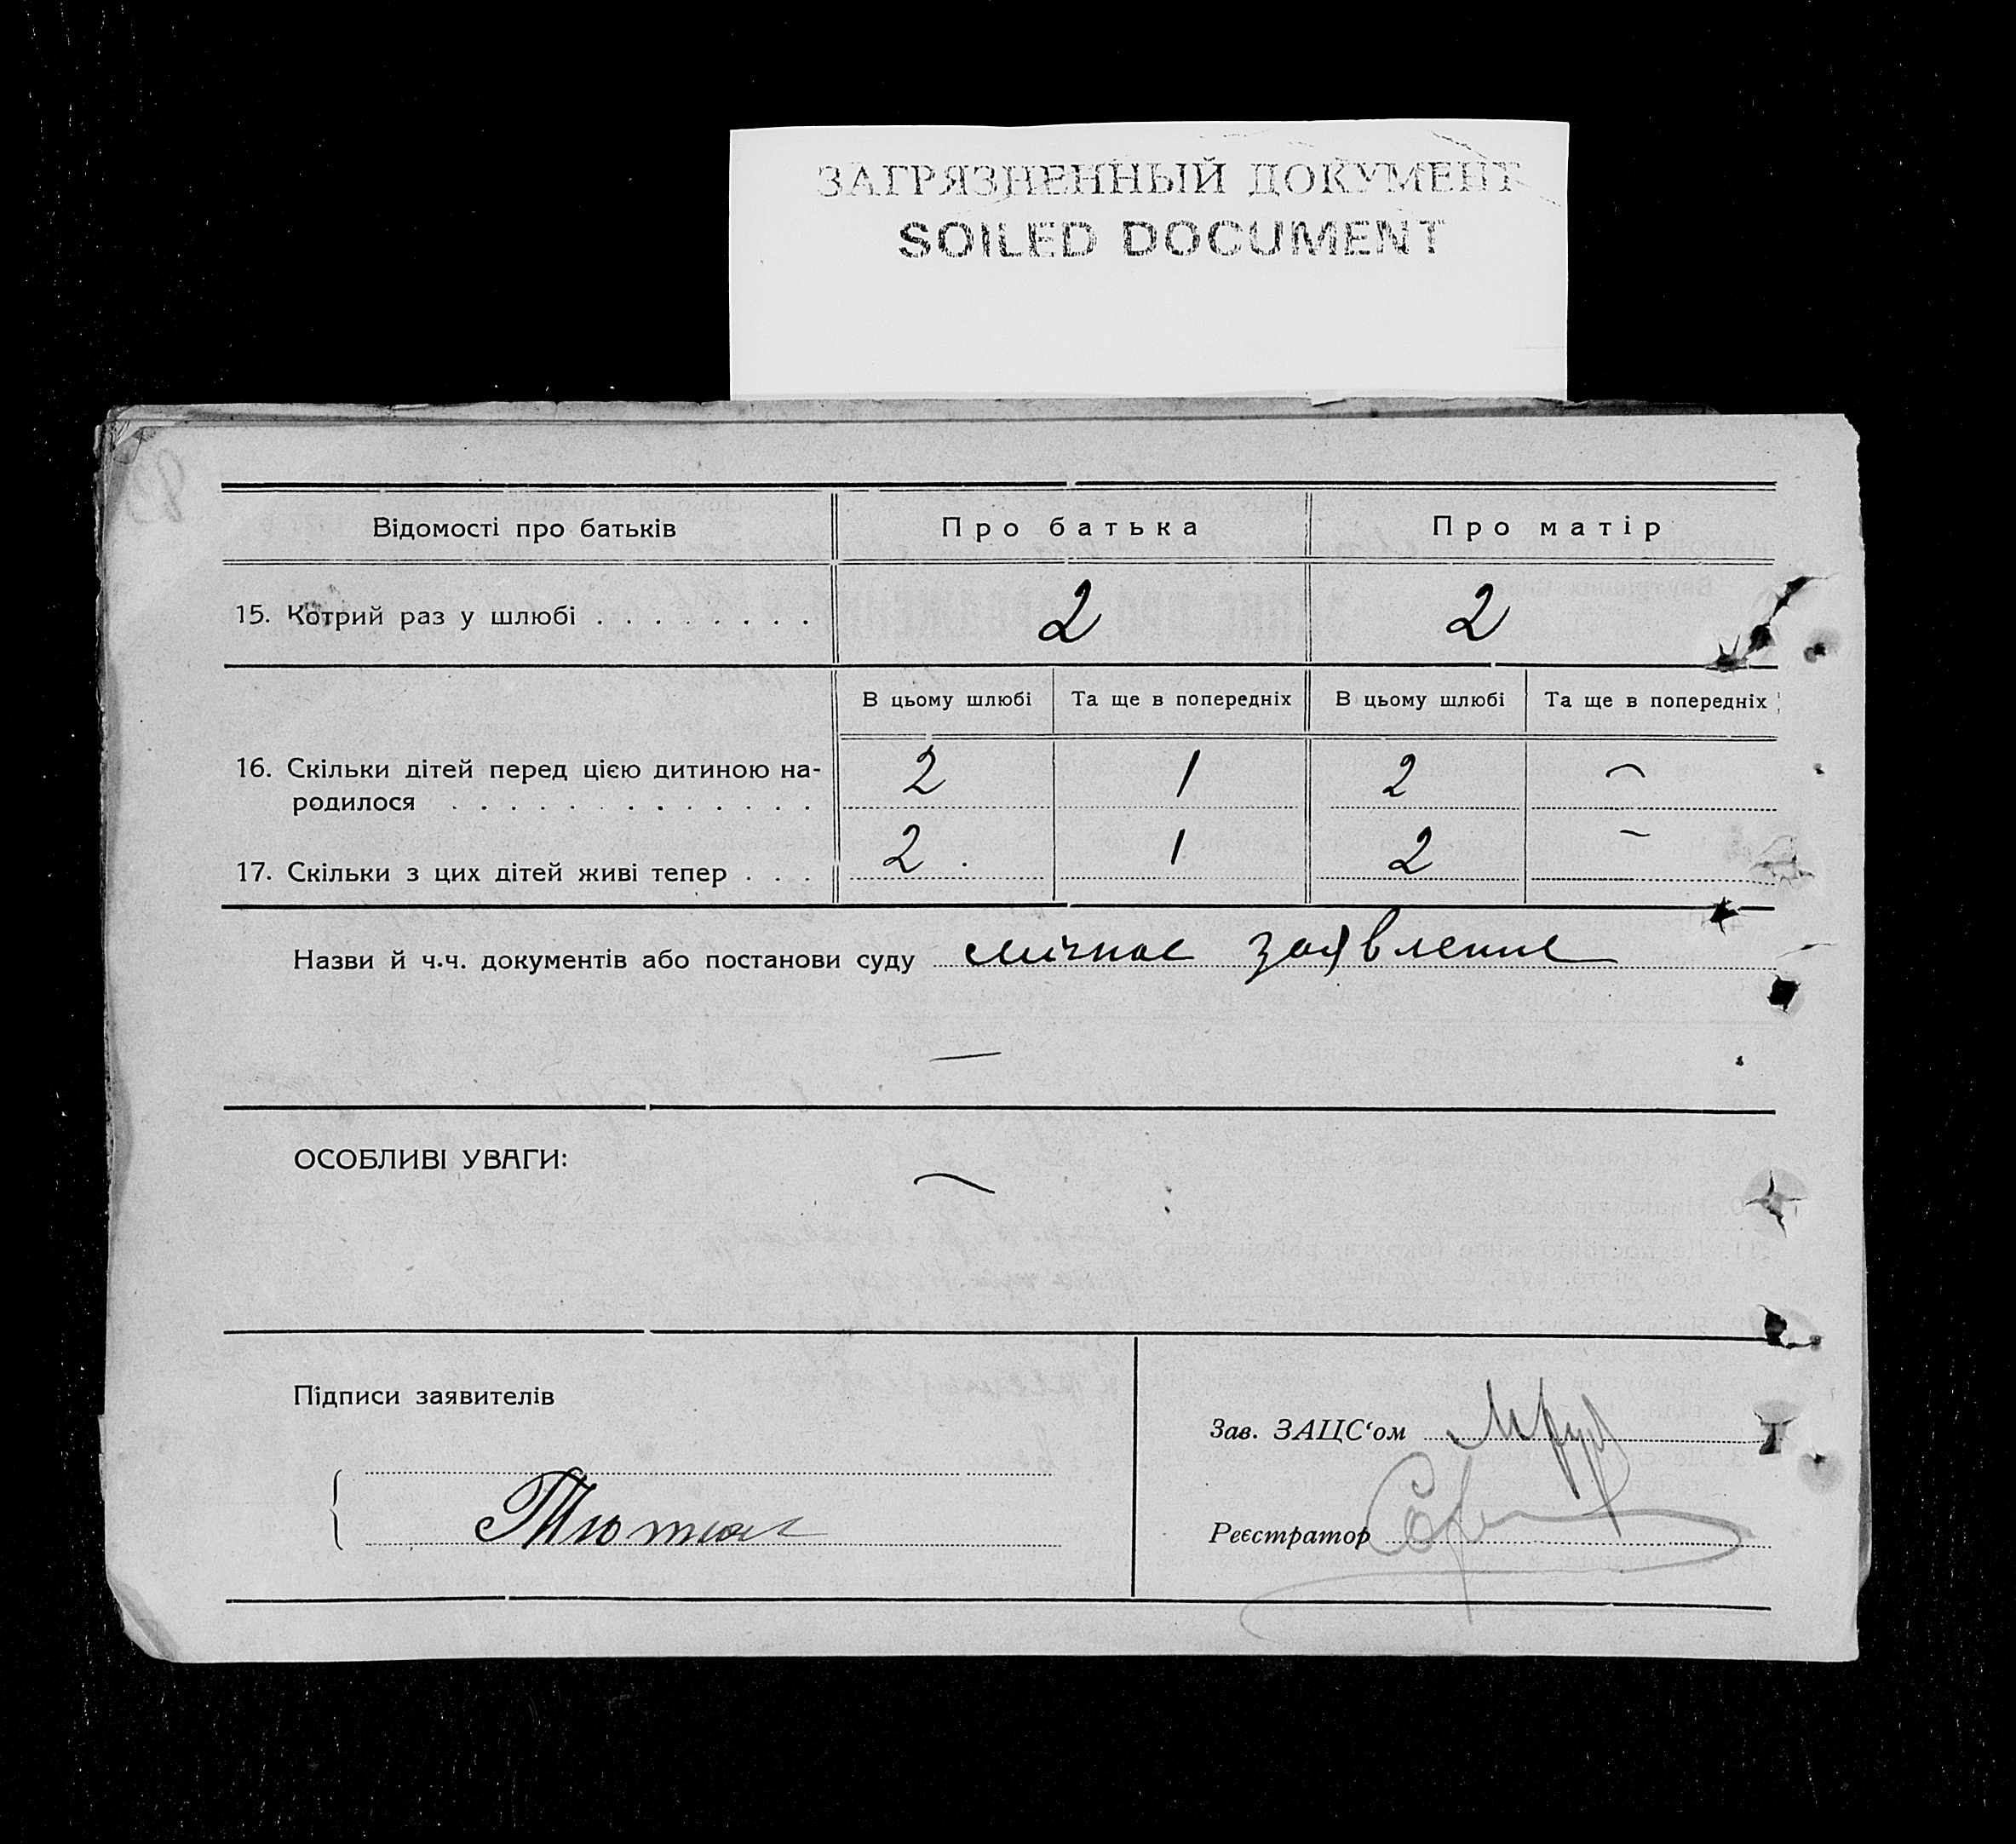 ЗАГРЯЗНЕННЫЙ ДОКУМЕНТ
SOILED DOCUMENT
Відомості про батьків Про батька Про матір
15. Котрий раз у шлюбі . . . . . . . . 2 2
В цьому шлюбі Та ще в попередніх В цьому шлюбі Та ще в попередніх
16. Скільки дітей перед цією дитиною на-
родилося . . . . . . . . . . . . . 2 1 2 —
17. Скільки з цих дітей живі тепер . . . 2 . 1 2 —
Назви й ч.ч. документів або постанови суду личное заявление
—
ОСОБЛИВІ УВАГИ:
—
Підписи заявителів
Зав. ЗАЦС‘ом
Реєстратор